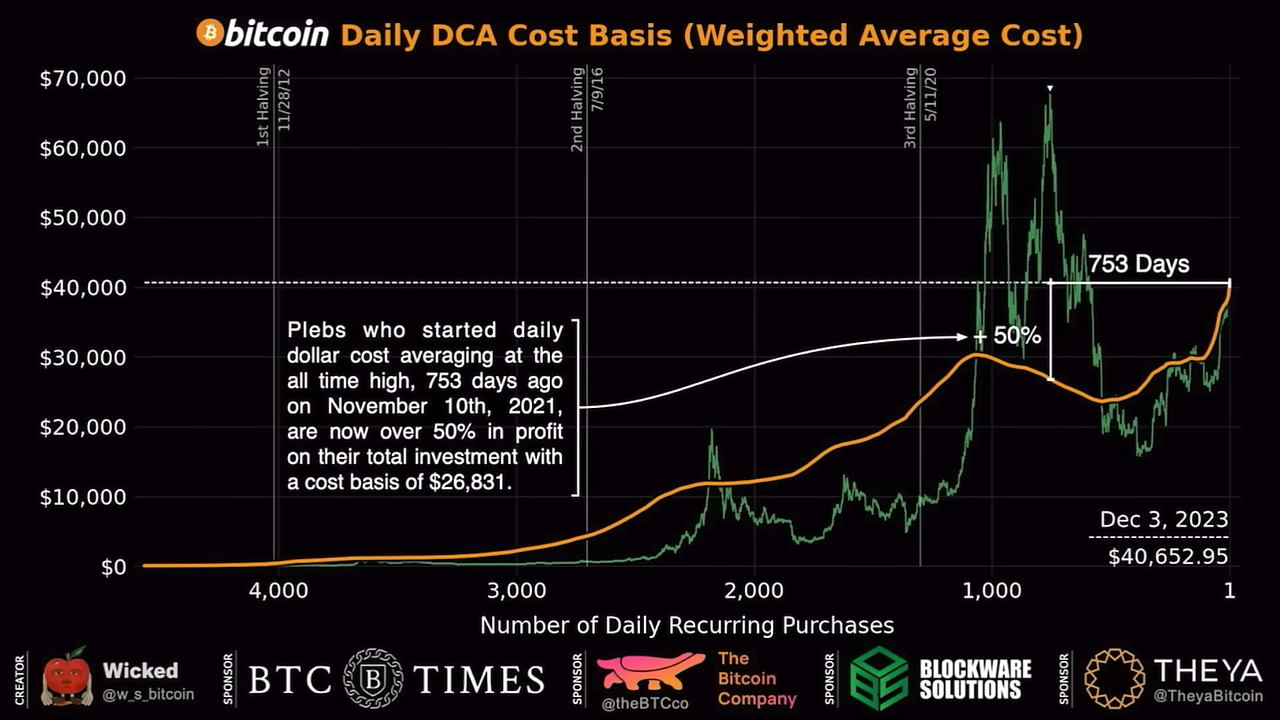 bitcoin Daily DCA Cost Basis (Weighted Average Cost)
$70,000
$60,000
$50,000
$40,000
$30,000
$20,000
$10,000
$0
1st Halving
11/28/12
2nd Halving
7/9/16
3rd Halving
5/11/20
753 Days
+ 50%
Plebs who started daily
dollar cost averaging at the
all time high, 753 days ago
on November 10th, 2021,
are now over 50% in profit
on their total investment with
a cost basis of $26,831.
Dec 3, 2023
$40,652.95
4,000
3,000
2,000
1,000
1
Number of Daily Recurring Purchases
CREATOR
Wicked
@w_s_bitcoin
SPONSOR
BTC B TIMES
SPONSOR
@theBTCco
The
Bitcoin
Company
SPONSOR
BLOCKWARE
SOLUTIONS
SPONSOR
THEYA
@TheyaBitcoin